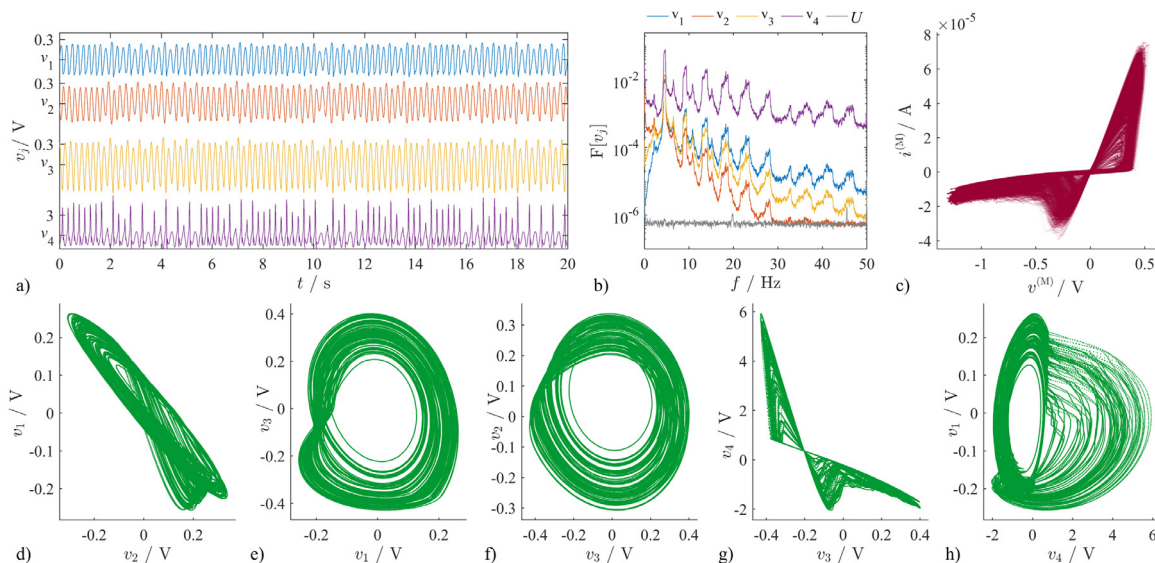 v1 v2 v3 v4 U
0.3
v1
0.3
v2
0.3
v3
3
v4
vj / V
0 2 4 6 8 10 12 14 16 18 20
t / s
a)
10^-2
10^-4
10^-6
F[vj]
0 10 20 30 40 50
f / Hz
b)
×10^-5
8
6
4
2
0
-2
-4
i^(M) / A
-1 -0.5 0 0.5
v^(M) / V
c)
0.2
0.1
0
-0.1
-0.2
v1 / V
-0.2 0 0.2
v2 / V
d)
0.4
0.2
0
-0.2
-0.4
v3 / V
-0.2 0 0.2
v1 / V
e)
0.3
0.2
0.1
0
-0.1
-0.2
-0.3
v2 / V
-0.4 -0.2 0 0.2 0.4
v3 / V
f)
6
4
2
0
-2
v4 / V
-0.4 -0.2 0 0.2 0.4
v3 / V
g)
0.2
0.1
0
-0.1
-0.2
v1 / V
-2 0 2 4 6
v4 / V
h)